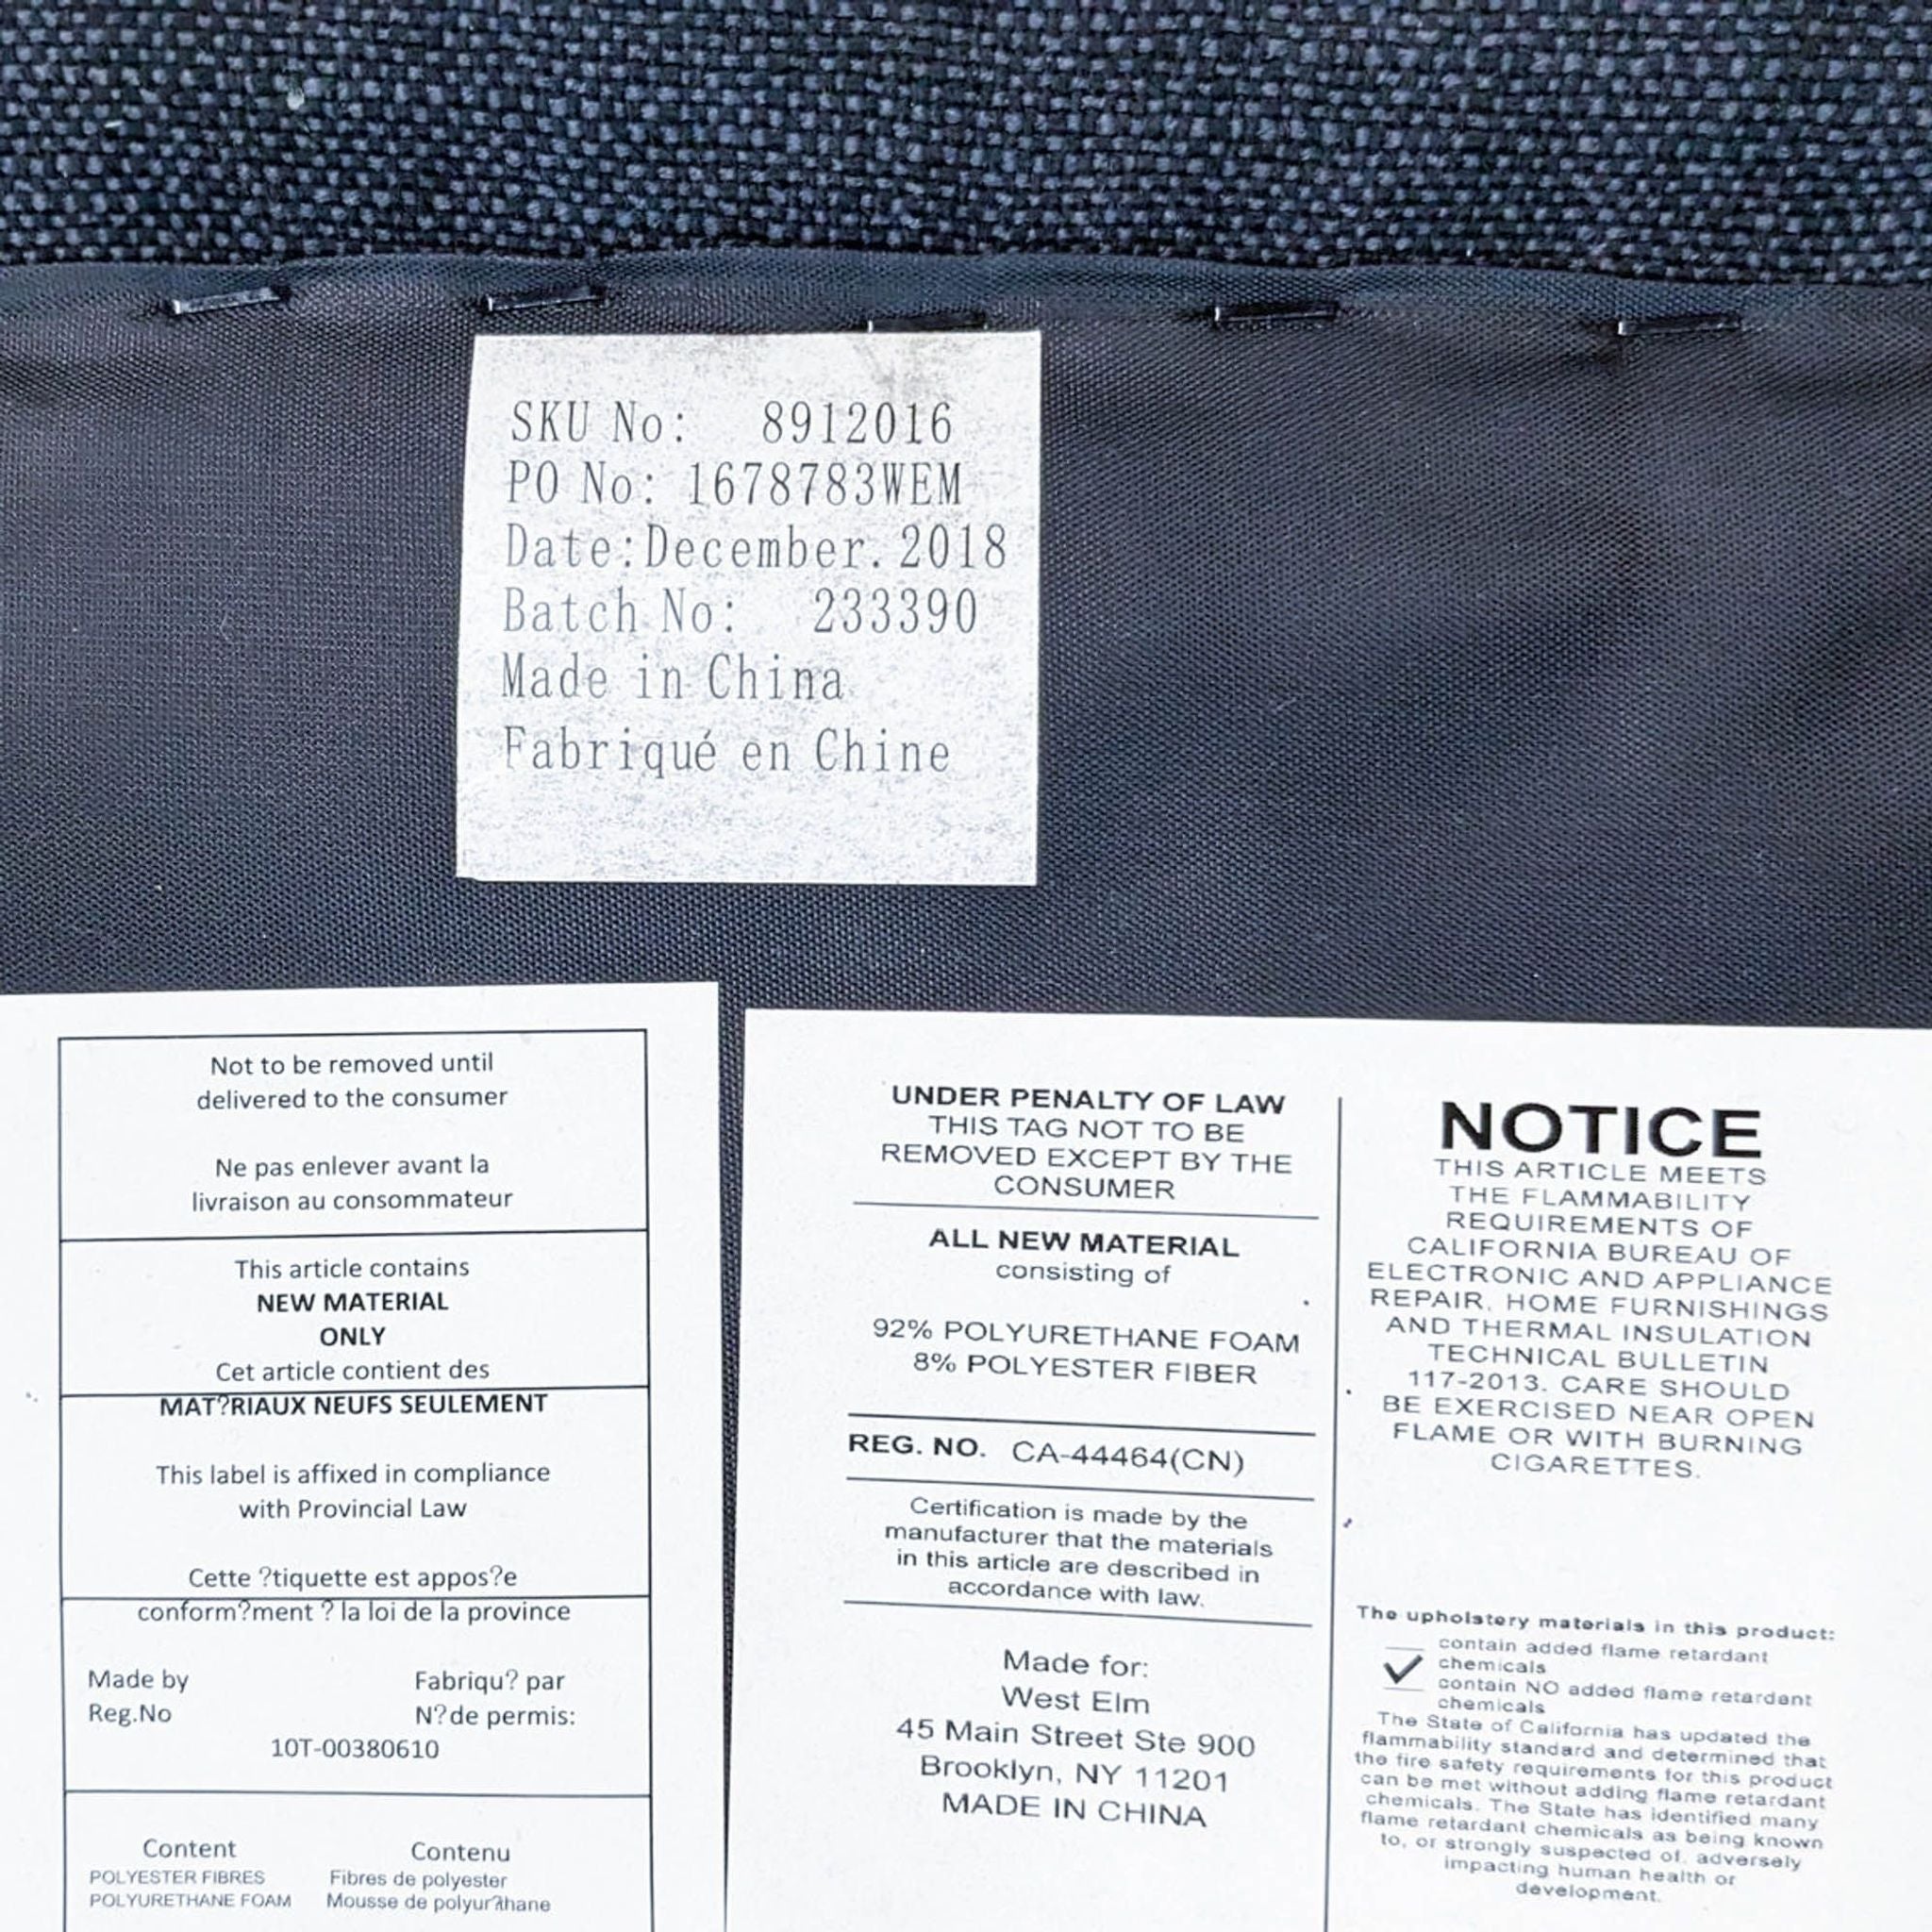 SKU No: 8912016
PO No: 1678783WEM
Date:December. 2018
Batch No: 233390
Made in China
Fabriqué en Chine
Not to be removed until
delivered to the consumer
Ne pas enlever avant la
livraison au consommateur
This article contains
NEW MATERIAL
ONLY
Cet article contient des
MAT?RIAUX NEUFS SEULEMENT
This label is affixed in compliance
with Provincial Law
Cette ?tiquette est appos?e
conform?ment ? la loi de la province
Made by Fabriqu? par
Reg.No N?de permis:
10T-00380610
Content Contenu
POLYESTER FIBRES Fibres de polyester
POLYURETHANE FOAM Mousse de polyur?thane
UNDER PENALTY OF LAW
THIS TAG NOT TO BE
REMOVED EXCEPT BY THE
CONSUMER
ALL NEW MATERIAL
consisting of
92% POLYURETHANE FOAM
8% POLYESTER FIBER
REG. NO. CA-44464(CN)
Certification is made by the
manufacturer that the materials
in this article are described in
accordance with law.
Made for:
West Elm
45 Main Street Ste 900
Brooklyn, NY 11201
MADE IN CHINA
NOTICE
THIS ARTICLE MEETS
THE FLAMMABILITY
REQUIREMENTS OF
CALIFORNIA BUREAU OF
ELECTRONIC AND APPLIANCE
REPAIR, HOME FURNISHINGS
AND THERMAL INSULATION
TECHNICAL BULLETIN
117-2013. CARE SHOULD
BE EXERCISED NEAR OPEN
FLAME OR WITH BURNING
CIGARETTES.
The upholstery materials in this product:
contain added flame retardant
chemicals
contain NO added flame retardant
chemicals
The State of California has updated the
flammability standard and determined that
the fire safety requirements for this product
can be met without adding flame retardant
chemicals. The State has identified many
flame retardant chemicals as being known
to, or strongly suspected of, adversely
impacting human health or
development.